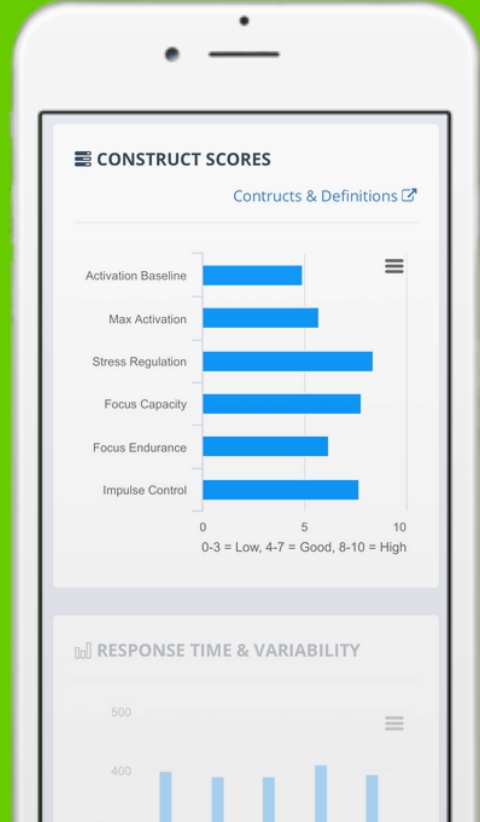 CONSTRUCT SCORES
Contructs & Definitions
Activation Baseline
Max Activation
Stress Regulation
Focus Capacity
Focus Endurance
Impulse Control
0 5 10
0-3 = Low, 4-7 = Good, 8-10 = High
RESPONSE TIME & VARIABILITY
500
400